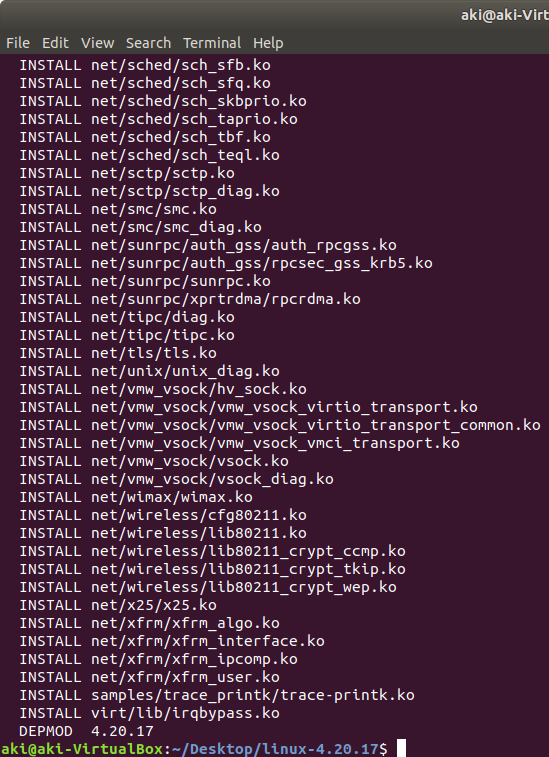 aki@aki-Virt
File Edit View Search Terminal Help
INSTALL net/sched/sch_sfb.ko
INSTALL net/sched/sch_sfq.ko
INSTALL net/sched/sch_skbprio.ko
INSTALL net/sched/sch_taprio.ko
INSTALL net/sched/sch_tbf.ko
INSTALL net/sched/sch_teql.ko
INSTALL net/sctp/sctp.ko
INSTALL net/sctp/sctp_diag.ko
INSTALL net/smc/smc.ko
INSTALL net/smc/smc_diag.ko
INSTALL net/sunrpc/auth_gss/auth_rpcgss.ko
INSTALL net/sunrpc/auth_gss/rpcsec_gss_krb5.ko
INSTALL net/sunrpc/sunrpc.ko
INSTALL net/sunrpc/xprtrdma/rpcrdma.ko
INSTALL net/tipc/diag.ko
INSTALL net/tipc/tipc.ko
INSTALL net/tls/tls.ko
INSTALL net/unix/unix_diag.ko
INSTALL net/vmw_vsock/hv_sock.ko
INSTALL net/vmw_vsock/vmw_vsock_virtio_transport.ko
INSTALL net/vmw_vsock/vmw_vsock_virtio_transport_common.ko
INSTALL net/vmw_vsock/vmw_vsock_vmci_transport.ko
INSTALL net/vmw_vsock/vsock.ko
INSTALL net/vmw_vsock/vsock_diag.ko
INSTALL net/wimax/wimax.ko
INSTALL net/wireless/cfg80211.ko
INSTALL net/wireless/lib80211.ko
INSTALL net/wireless/lib80211_crypt_ccmp.ko
INSTALL net/wireless/lib80211_crypt_tkip.ko
INSTALL net/wireless/lib80211_crypt_wep.ko
INSTALL net/x25/x25.ko
INSTALL net/xfrm/xfrm_algo.ko
INSTALL net/xfrm/xfrm_interface.ko
INSTALL net/xfrm/xfrm_ipcomp.ko
INSTALL net/xfrm/xfrm_user.ko
INSTALL samples/trace_printk/trace-printk.ko
INSTALL virt/lib/irqbypass.ko
DEPMOD 4.20.17
aki@aki-VirtualBox:~/Desktop/linux-4.20.17$